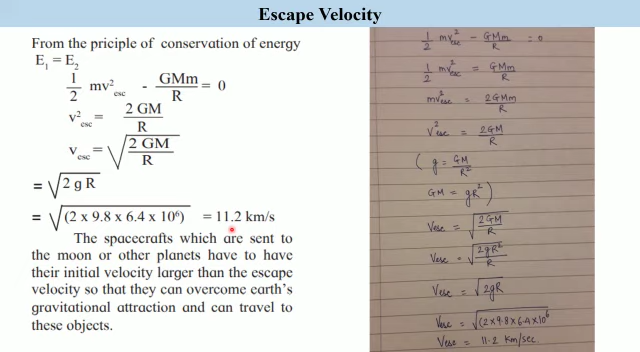 Escape Velocity
From the priciple of conservation of energy
E₁ = E₂
1/2 mv²esc - GMm/R = 0
v²esc = 2 GM/R
vesc = √(2 GM/R)
= √(2 g R)
= √((2 x 9.8 x 6.4 x 10⁶) = 11.2 km/s
The spacecrafts which are sent to
the moon or other planets have to have
their initial velocity larger than the escape
velocity so that they can overcome earth's
gravitational attraction and can travel to
these objects.
1/2 mv²esc - GMm/R = 0
1/2 mv²esc = GMm/R
mv²esc = 2GMm/R
V²esc = 2GM/R
( g = GM/R²
GM = gR² )
Vesc = √(2GM/R)
Vesc = √(2gR²/R)
Vesc = √(2gR)
Vesc = √((2×9.8×6.4×10⁶
Vesc = 11.2 Km/sec.